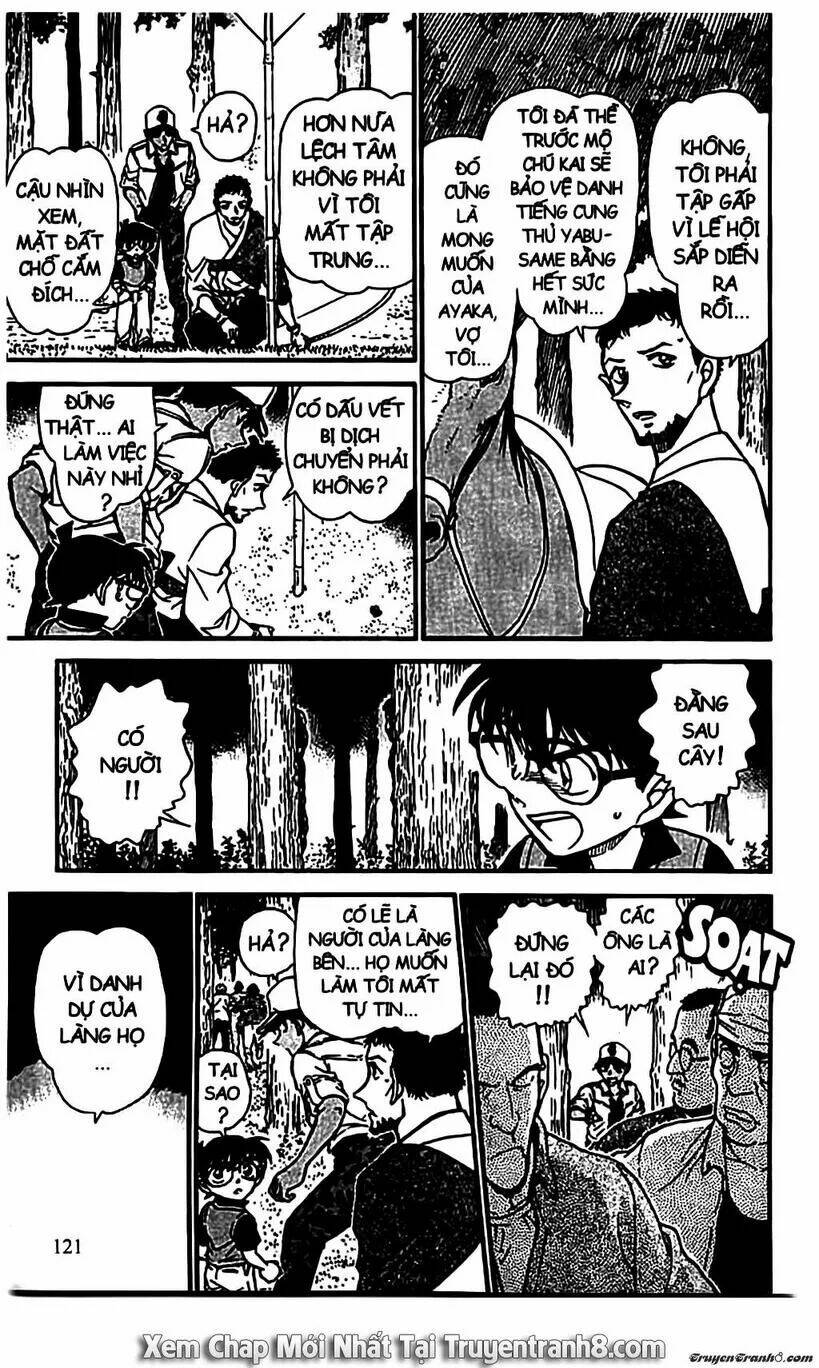 KHÔNG,
TÔI PHẢI
TẬP GẤP
VÌ LỄ HỘI
SẮP DIỄN
RA
RỒI...
TÔI ĐÃ THỀ
TRƯỚC MỘ
CHÚ KAI SẼ
BẢO VỆ DANH
TIẾNG CUNG
THỦ YABU-
SAME BẰNG
HẾT SỨC
MÌNH...
ĐÓ
CŨNG
LÀ
MONG
MUỐN
CỦA
AYAKA,
VỢ
TÔI...
HƠN NỮA
LỆCH TÂM
KHÔNG PHẢI
VÌ TÔI
MẤT TẬP
TRUNG...
HẢ?
CẬU NHÌN
XEM,
MẶT ĐẤT
CHỖ CẮM
ĐÍCH...
CÓ DẤU VẾT
BỊ DỊCH
CHUYỂN PHẢI
KHÔNG?
ĐÚNG
THẬT... AI
LÀM VIỆC
NÀY NHỈ
?
ĐẰNG
SAU
CÂY!
CÓ
NGƯỜI
!!
SOẠT
CÁC
ÔNG LÀ
AI?
ĐỨNG
LẠI ĐÓ
!!
CÓ LẼ LÀ
NGƯỜI CỦA LÀNG
BÊN... HỌ MUỐN
LÀM TÔI MẤT
TỰ TIN...
HẢ?
TẠI
SAO?
VÌ DANH
DỰ CỦA
LÀNG HỌ
...
121
Xem Chap Mới Nhất Tại Truyentranh8.com
TruyenTranh8.com